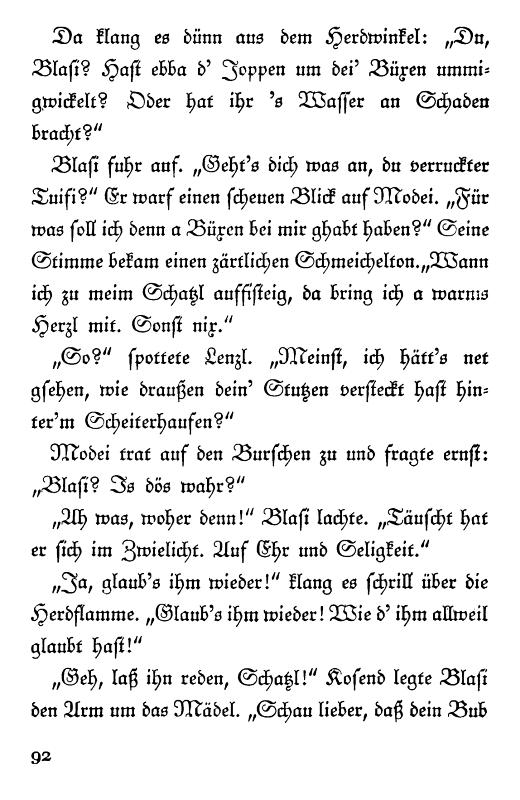 Da klang es dünn aus dem Herdwinkel: „Du,
Blasi? Hast ebba d' Joppen um dei' Büxen ummi-
gwickelt? Oder hat ihr 's Wasser an Schaden
bracht?“
Blasi fuhr auf. „Geht's dich was an, du verruckter
Tuifi?“ Er warf einen scheuen Blick auf Modei. „Für
was soll ich denn a Büxen bei mir ghabt haben?“ Seine
Stimme bekam einen zärtlichen Schmeichelton. „Wann
ich zu meim Schatzl auffisteig, da bring ich a warms
Herzl mit. Sonst nix.“
„So?“ spottete Lenzl. „Meinst, ich hätt's net
gsehen, wie draußen dein' Stutzen versteckt hast hin-
ter'm Scheiterhaufen?“
Modei trat auf den Burschen zu und fragte ernst:
„Blasi? Is dös wahr?“
„Ah was, woher denn!“ Blasi lachte. „Täuscht hat
er sich im Zwielicht. Auf Ehr und Seligkeit.“
„Ja, glaub's ihm wieder!“ klang es schrill über die
Herdflamme. „Glaub's ihm wieder! Wie d' ihm allweil
glaubt hast!“
„Geh, laß ihn reden, Schatzl!“ Kosend legte Blasi
den Arm um das Mädel. „Schau lieber, daß dein Bub
92